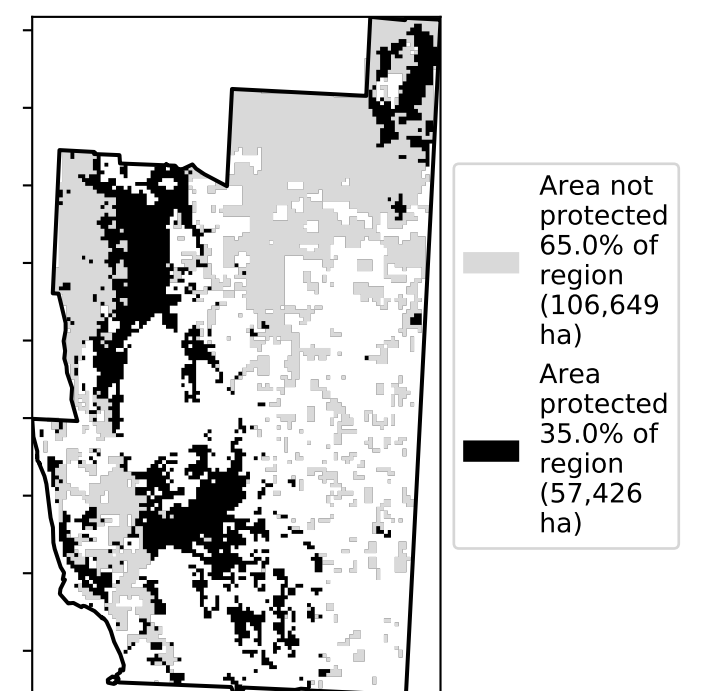 Area not
protected
65.0% of
region
(106,649
ha)
Area
protected
35.0% of
region
(57,426
ha)